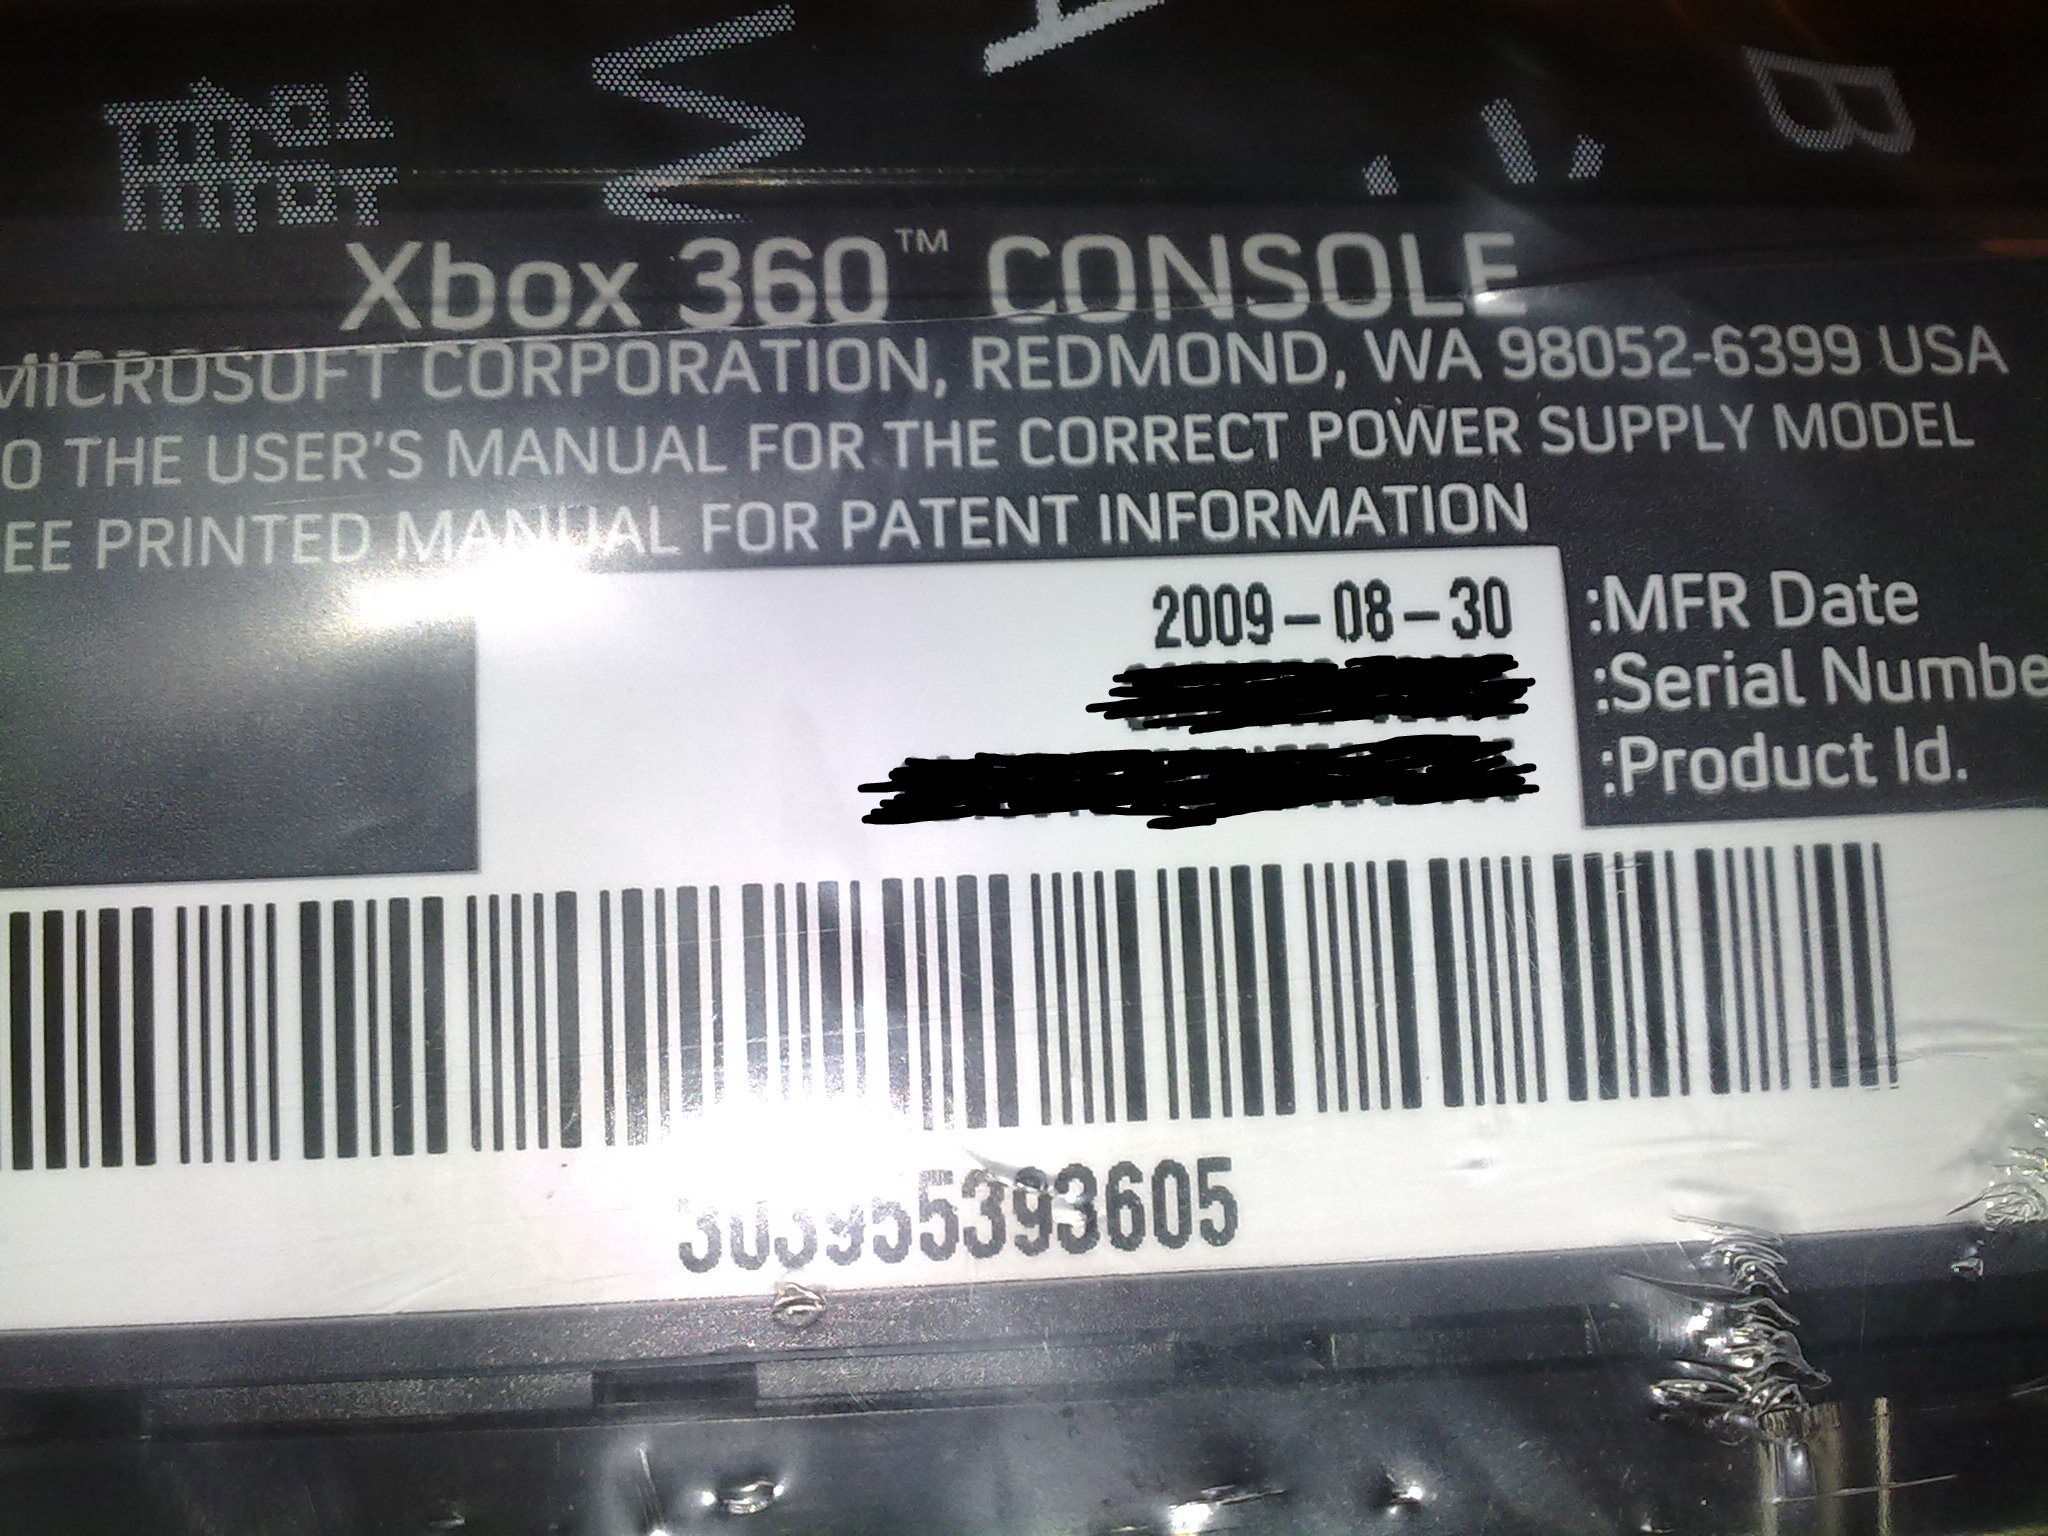 Xbox 360™ CONSOLE
MICROSOFT CORPORATION, REDMOND, WA 98052-6399 USA
O THE USER'S MANUAL FOR THE CORRECT POWER SUPPLY MODEL
EE PRINTED MANUAL FOR PATENT INFORMATION
2009-08-30 :MFR Date
:Serial Numbe
:Product Id.
303955393605